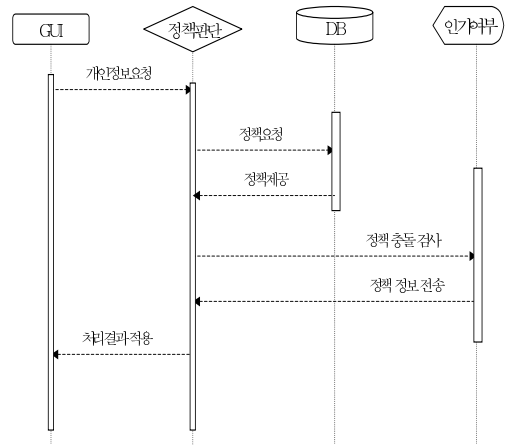 GUI
정책판단
DB
인가여부
개인정보요청
정책요청
정책제공
정책 충돌 검사
정책 정보 전송
처리결과 적용